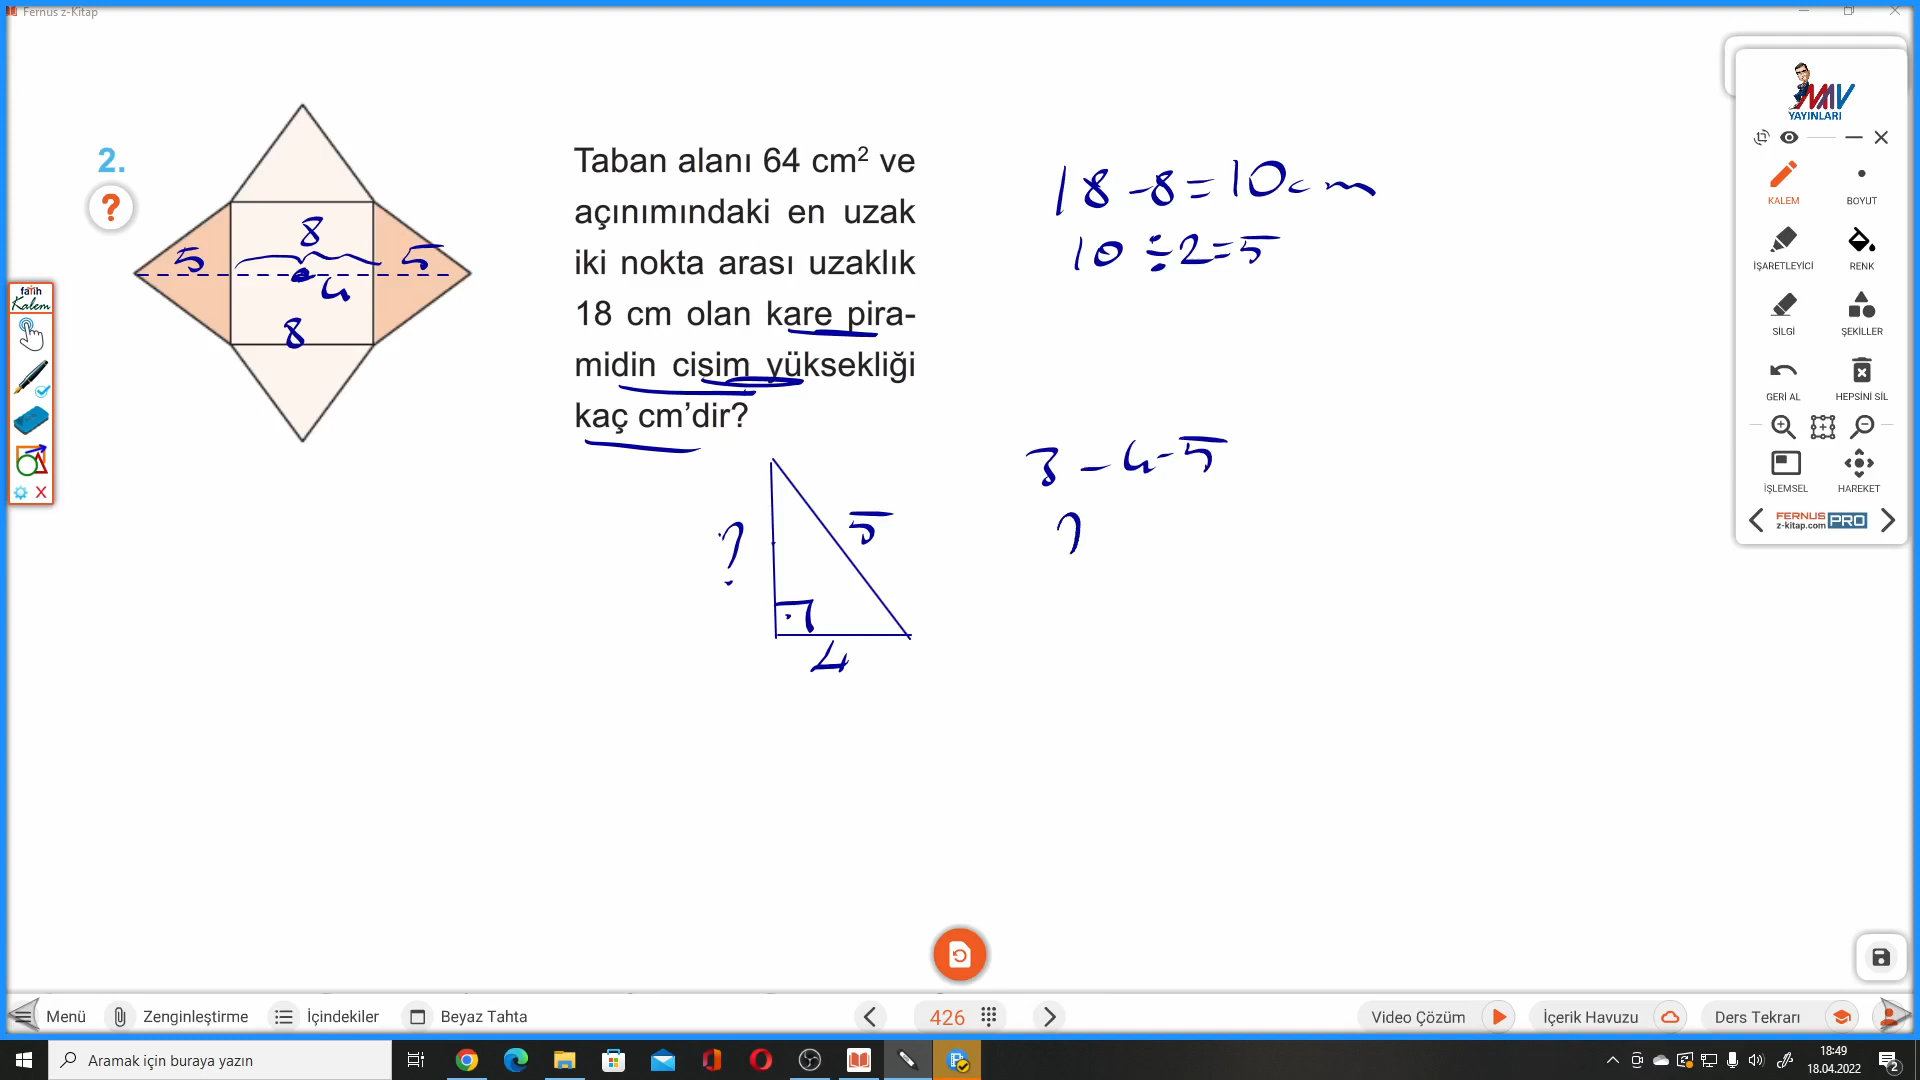 Fernus z-Kitap
2.
?
8
5
5
4
8
Taban alanı 64 cm² ve
açınımındaki en uzak
iki nokta arası uzaklık
18 cm olan kare pira-
midin cisim yüksekliği
kaç cm’dir?
18-8=10cm
10÷2=5
3-4-5
?
5
4
fatih
Kalem
X
MAV
YAYINLARI
KALEM
BOYUT
İŞARETLEYİCİ
RENK
SİLGİ
ŞEKİLLER
GERİ AL
HEPSİNİ SİL
İŞLEMSEL
HAREKET
FERNUS
z-kitap.com PRO
Menü
Zenginleştirme
İçindekiler
Beyaz Tahta
426
Video Çözüm
İçerik Havuzu
Ders Tekrarı
Aramak için buraya yazın
18:49
18.04.2022
2